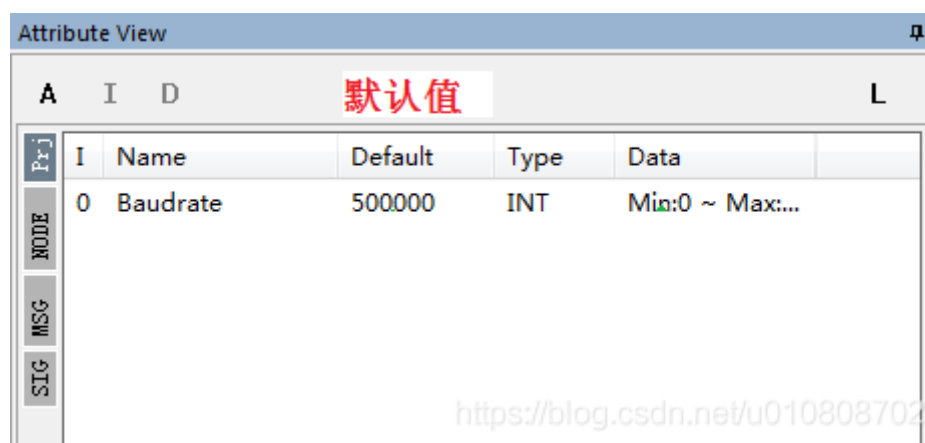 Attribute View
A I D 默认值 L
I Name Default Type Data
0 Baudrate 500000 INT Min:0 ~ Max:...
Prj
NODE
MSG
SIG
https://blog.csdn.net/u010808702